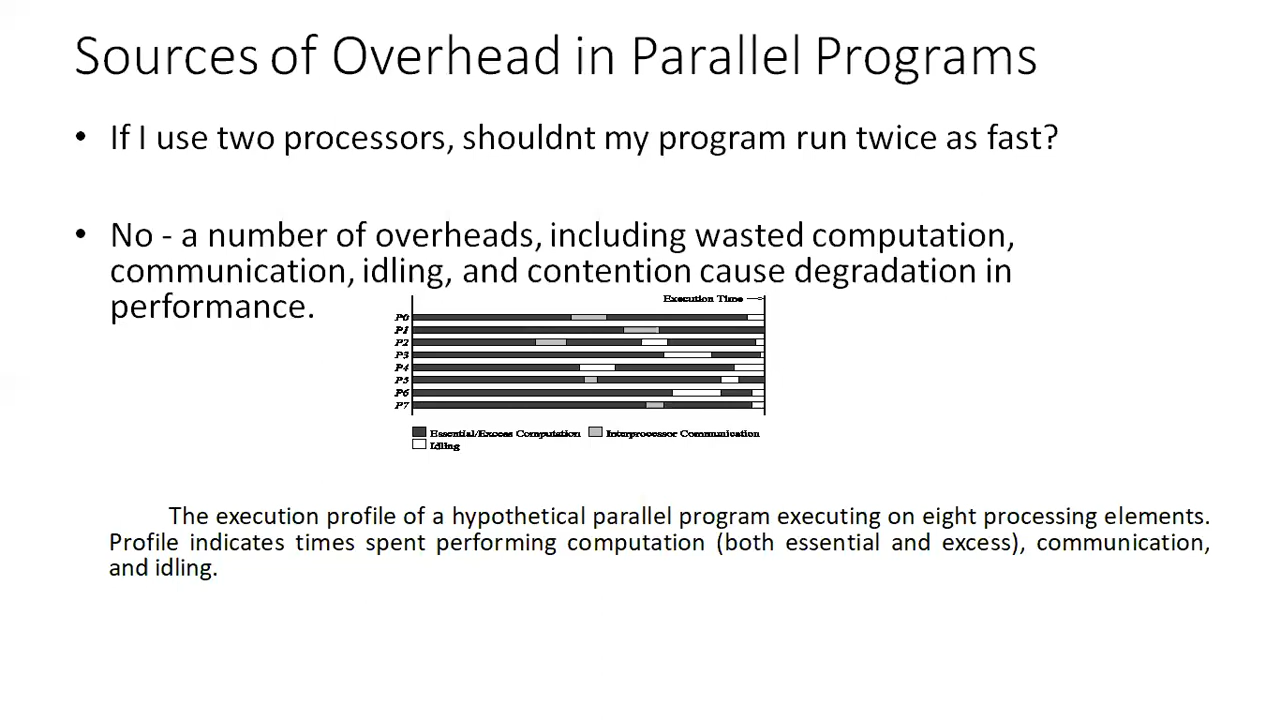 Sources of Overhead in Parallel Programs
• If I use two processors, shouldnt my program run twice as fast?
• No - a number of overheads, including wasted computation,
communication, idling, and contention cause degradation in
performance.
Execution Time
P0
P1
P2
P3
P4
P5
P6
P7
Essential/Excess Computation Interprocessor Communication
Idling
The execution profile of a hypothetical parallel program executing on eight processing elements.
Profile indicates times spent performing computation (both essential and excess), communication,
and idling.